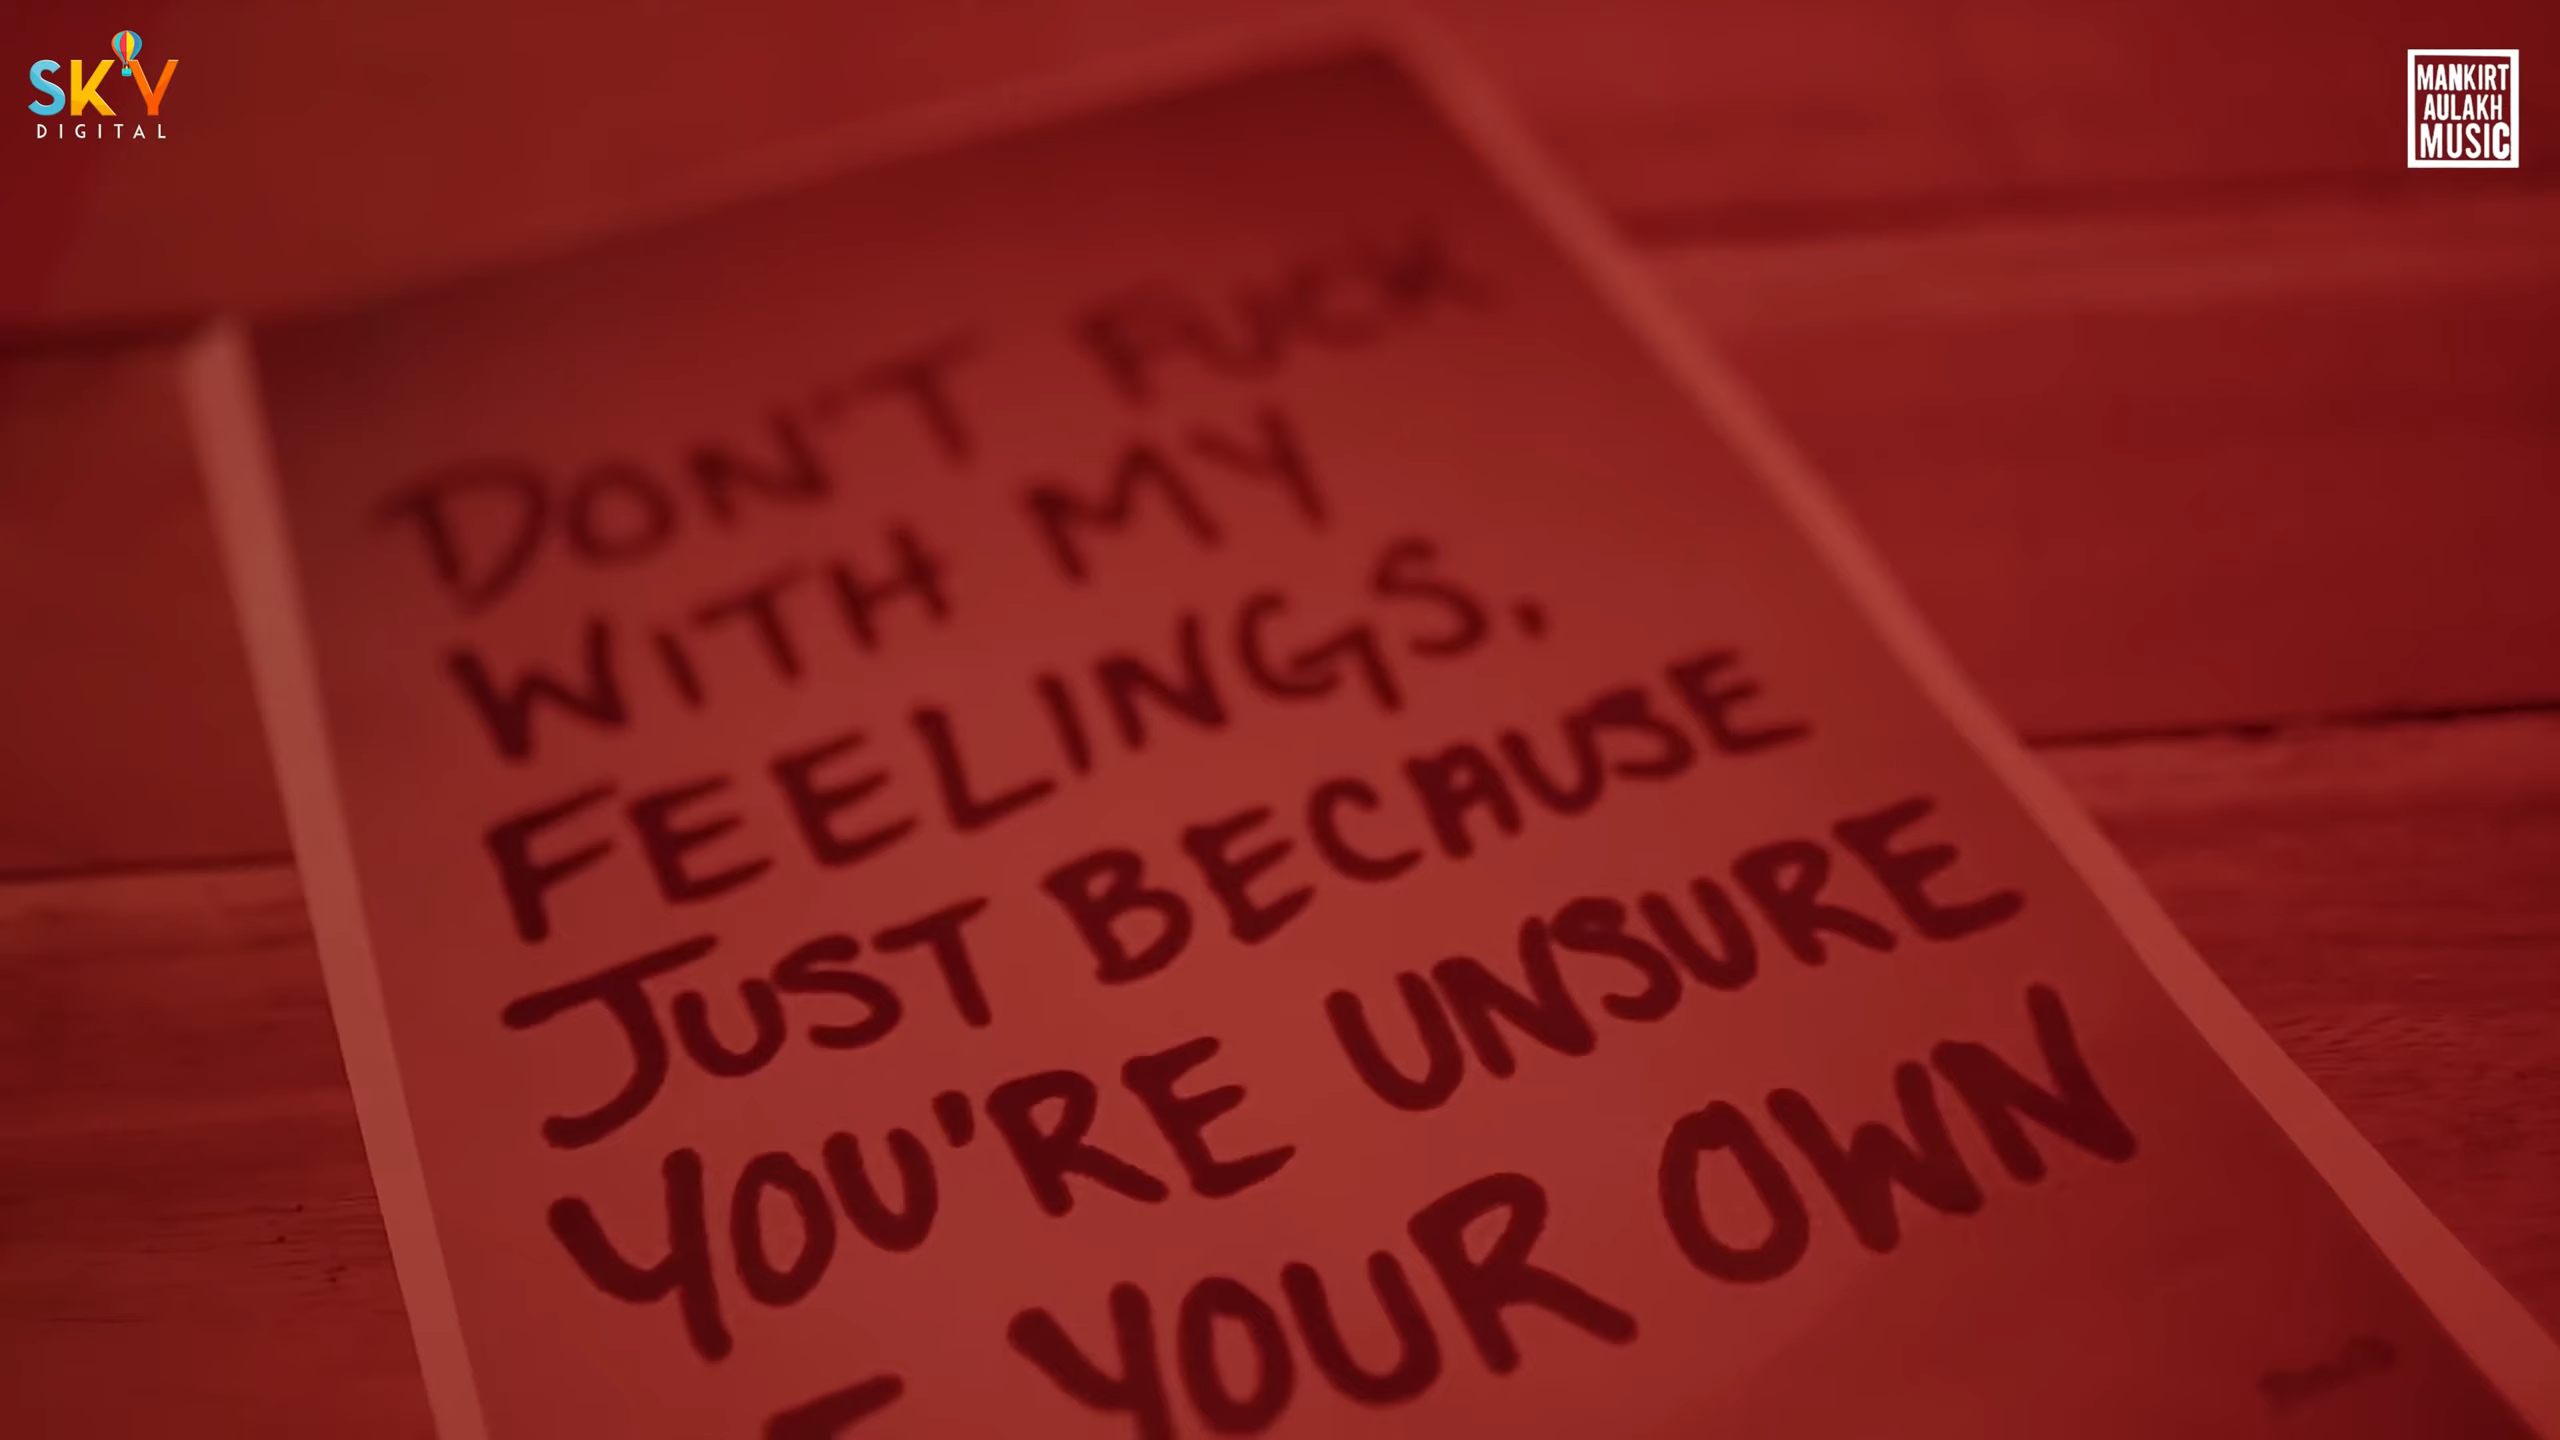 SKY
DIGITAL
MANKIRT
AULAKH
MUSIC
DON'T FUCK
WITH MY
FEELINGS.
JUST BECAUSE
YOU'RE UNSURE
YOUR OWN